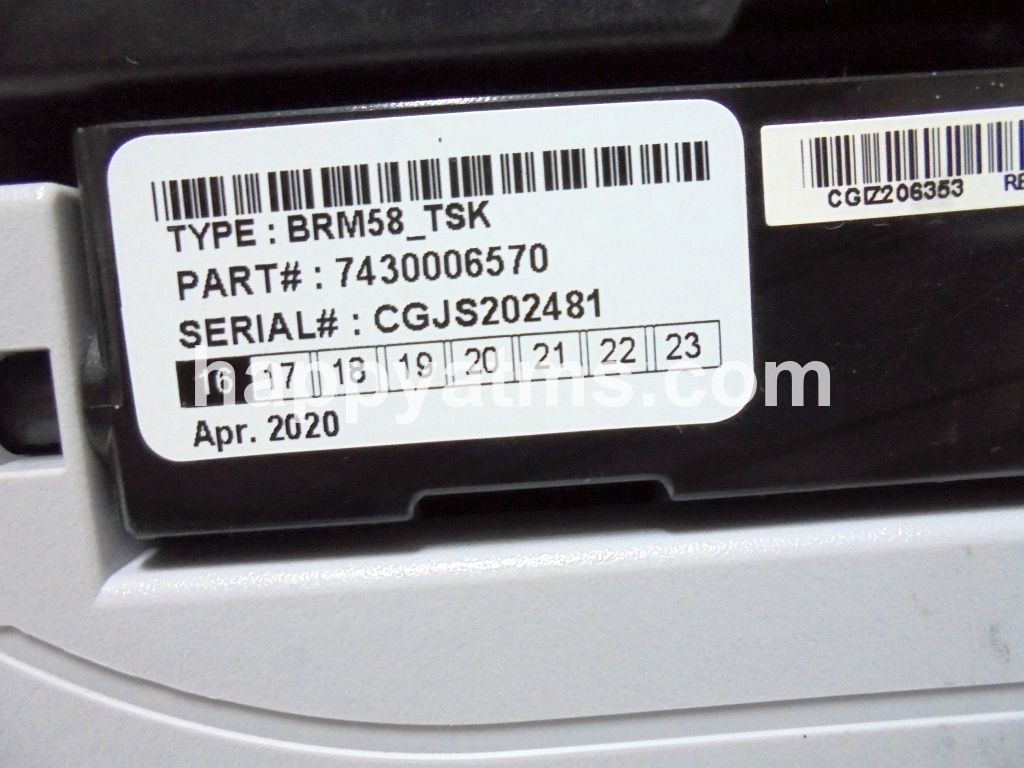 TYPE : BRM58_TSK
PART# : 7430006570
SERIAL# : CGJS202481
16 17 18 19 20 21 22 23
Apr. 2020
CGIZ206353 RE
happyatms.com